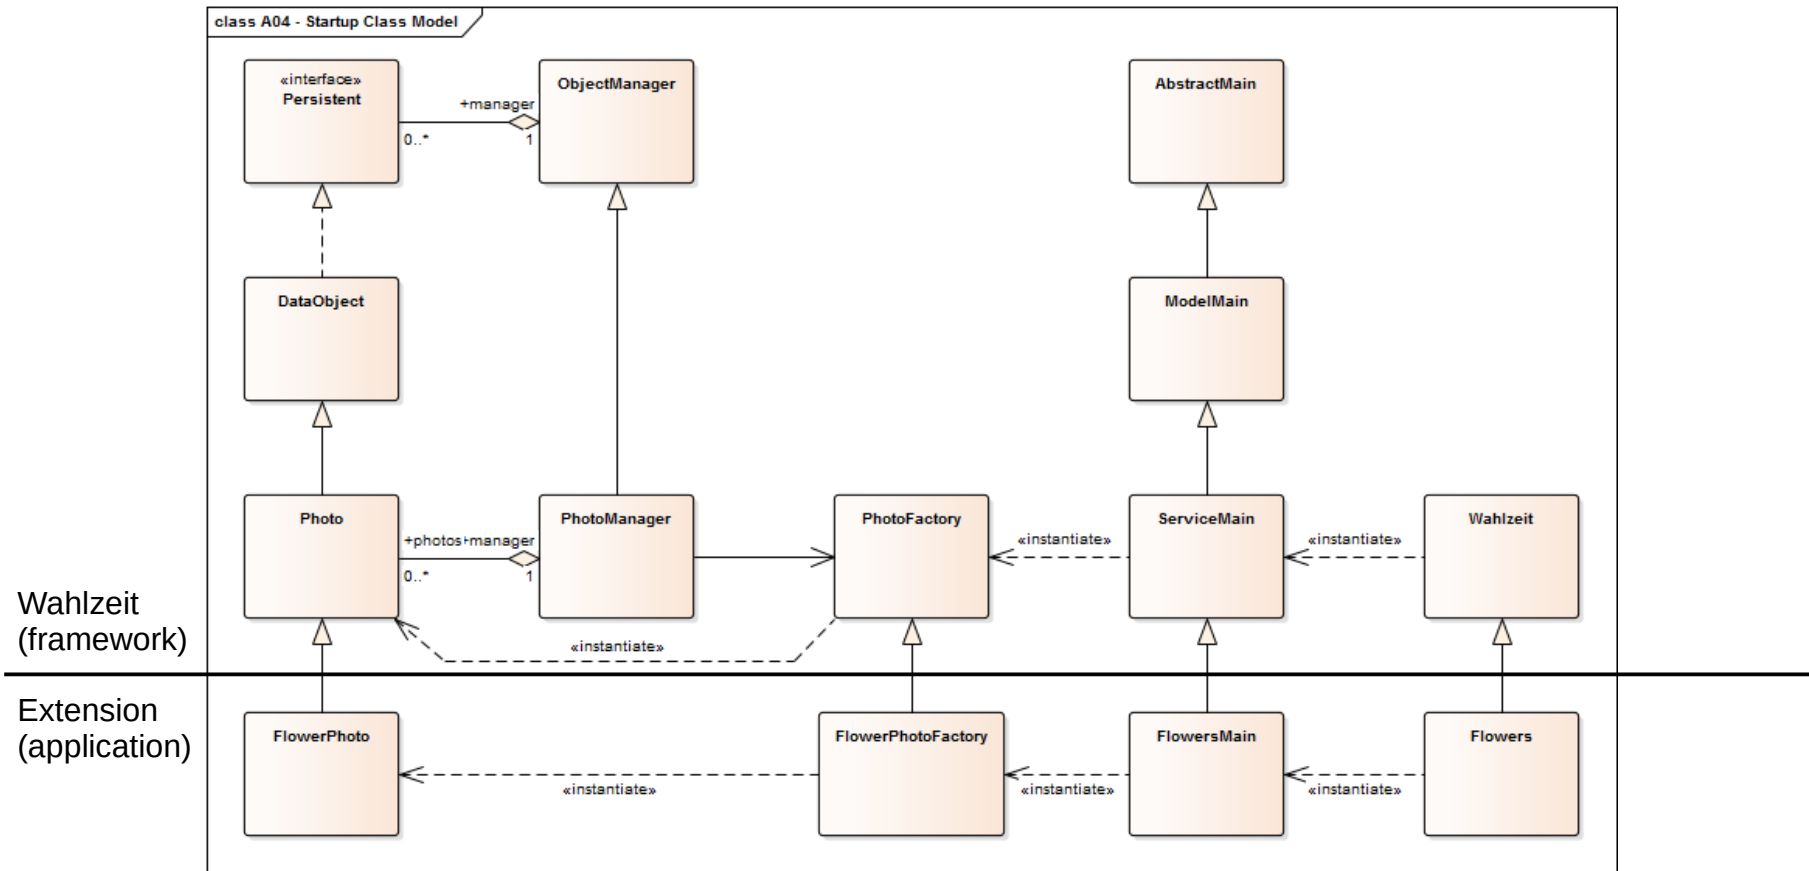 class A04 - Startup Class Model
«interface»
Persistent
ObjectManager
AbstractMain
+manager
0..*
1
DataObject
ModelMain
Photo
PhotoManager
PhotoFactory
ServiceMain
Wahlzeit
+photos
+manager
0..*
1
«instantiate»
«instantiate»
«instantiate»
Wahlzeit
(framework)
Extension
(application)
FlowerPhoto
FlowerPhotoFactory
FlowersMain
Flowers
«instantiate»
«instantiate»
«instantiate»